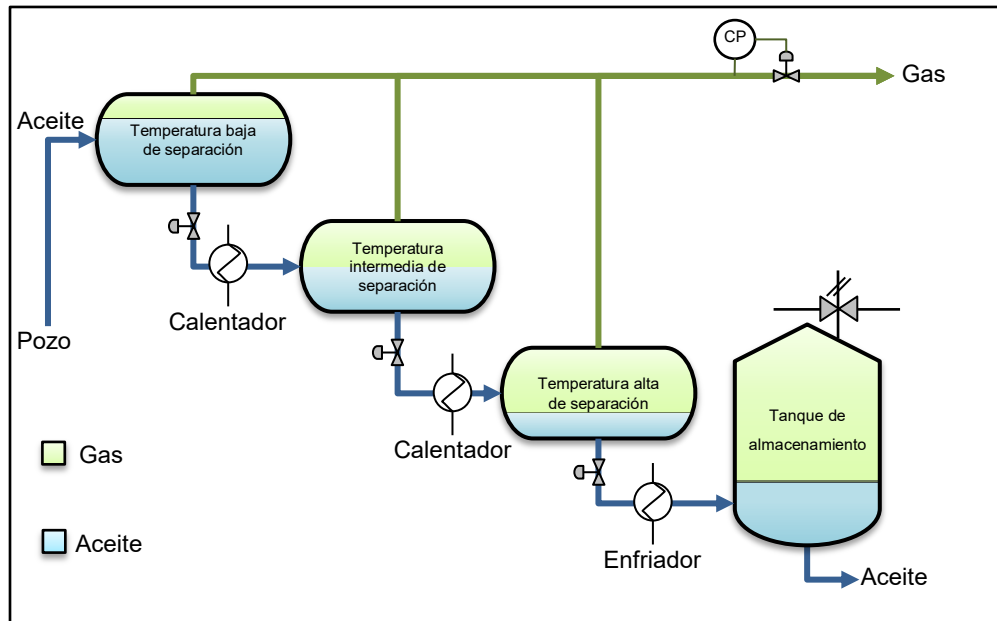 CP
Gas
Aceite
Temperatura baja
de separación
Temperatura
intermedia de
separación
Calentador
Pozo
Temperatura alta
de separación
Tanque de
almacenamiento
Calentador
Gas
Aceite
Enfriador
Aceite